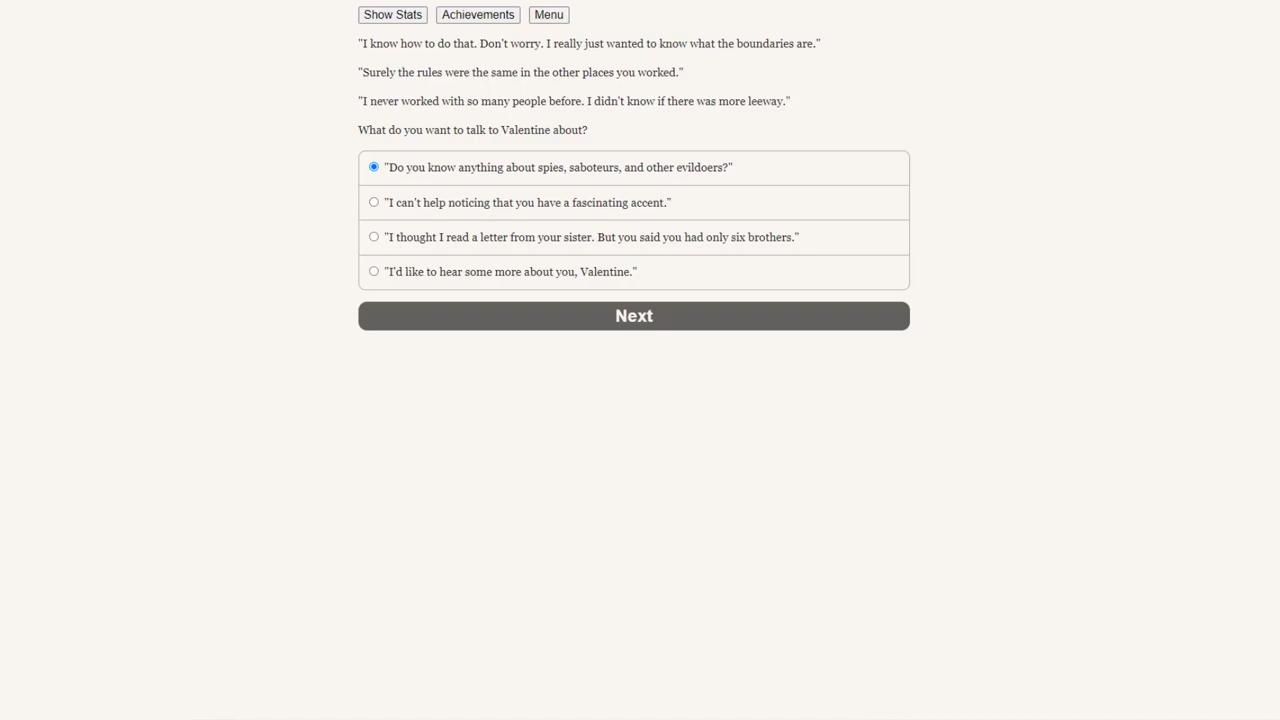 Show Stats Achievements Menu
"I know how to do that. Don't worry. I really just wanted to know what the boundaries are."
"Surely the rules were the same in the other places you worked."
"I never worked with so many people before. I didn't know if there was more leeway."
What do you want to talk to Valentine about?
"Do you know anything about spies, saboteurs, and other evildoers?"
"I can't help noticing that you have a fascinating accent."
"I thought I read a letter from your sister. But you said you had only six brothers."
"I'd like to hear some more about you, Valentine."
Next